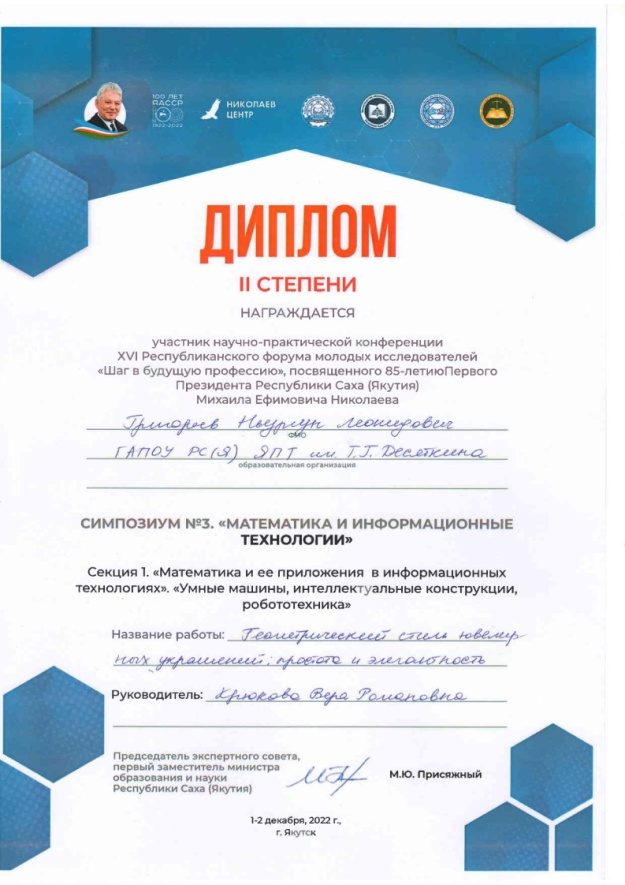 100 ЛЕТ
ЯАССР
1922-2022
НИКОЛАЕВ
ЦЕНТР
ДИПЛОМ
II СТЕПЕНИ
НАГРАЖДАЕТСЯ
участник научно-практической конференции
XVI Республиканского форума молодых исследователей
«Шаг в будущую профессию», посвященного 85-летиюПервого
Президента Республики Саха (Якутия)
Михаила Ефимовича Николаева
Григорьев Ньургун Леонидович
ФИО
ГАПОУ РС(Я) ЯПТ им. Т.Г. Десяткина
образовательная организация
СИМПОЗИУМ №3. «МАТЕМАТИКА И ИНФОРМАЦИОННЫЕ
ТЕХНОЛОГИИ»
Секция 1. «Математика и ее приложения в информационных
технологиях». «Умные машины, интеллектуальные конструкции,
робототехника»
Название работы: Геометрический стиль ювелир-
ных украшений: простота и элегантность
Руководитель: Крюкова Вера Романовна
Председатель экспертного совета,
первый заместитель министра
образования и науки
Республики Саха (Якутия)
М.Ю. Присяжный
1-2 декабря, 2022 г.,
г. Якутск